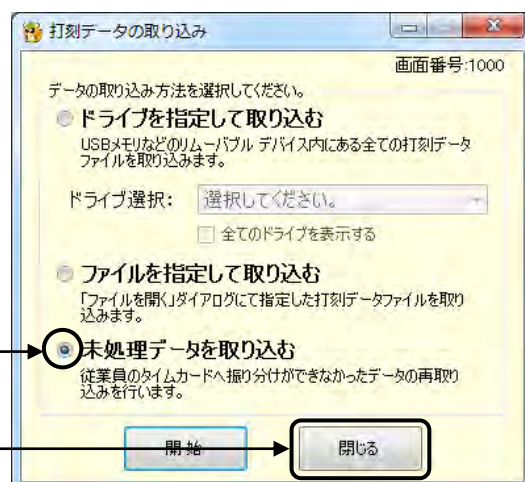 打刻データの取り込み
画面番号:1000
データの取り込み方法を選択してください。
ドライブを指定して取り込む
USBメモリなどのリムーバブル デバイス内にある全ての打刻データ
ファイルを取り込みます。
ドライブ選択: 選択してください。
全てのドライブを表示する
ファイルを指定して取り込む
「ファイルを開く」ダイアログにて指定した打刻データファイルを取り
込みます。
未処理データを取り込む
従業員のタイムカードへ振り分けができなかったデータの再取り
込みを行います。
開始 閉じる